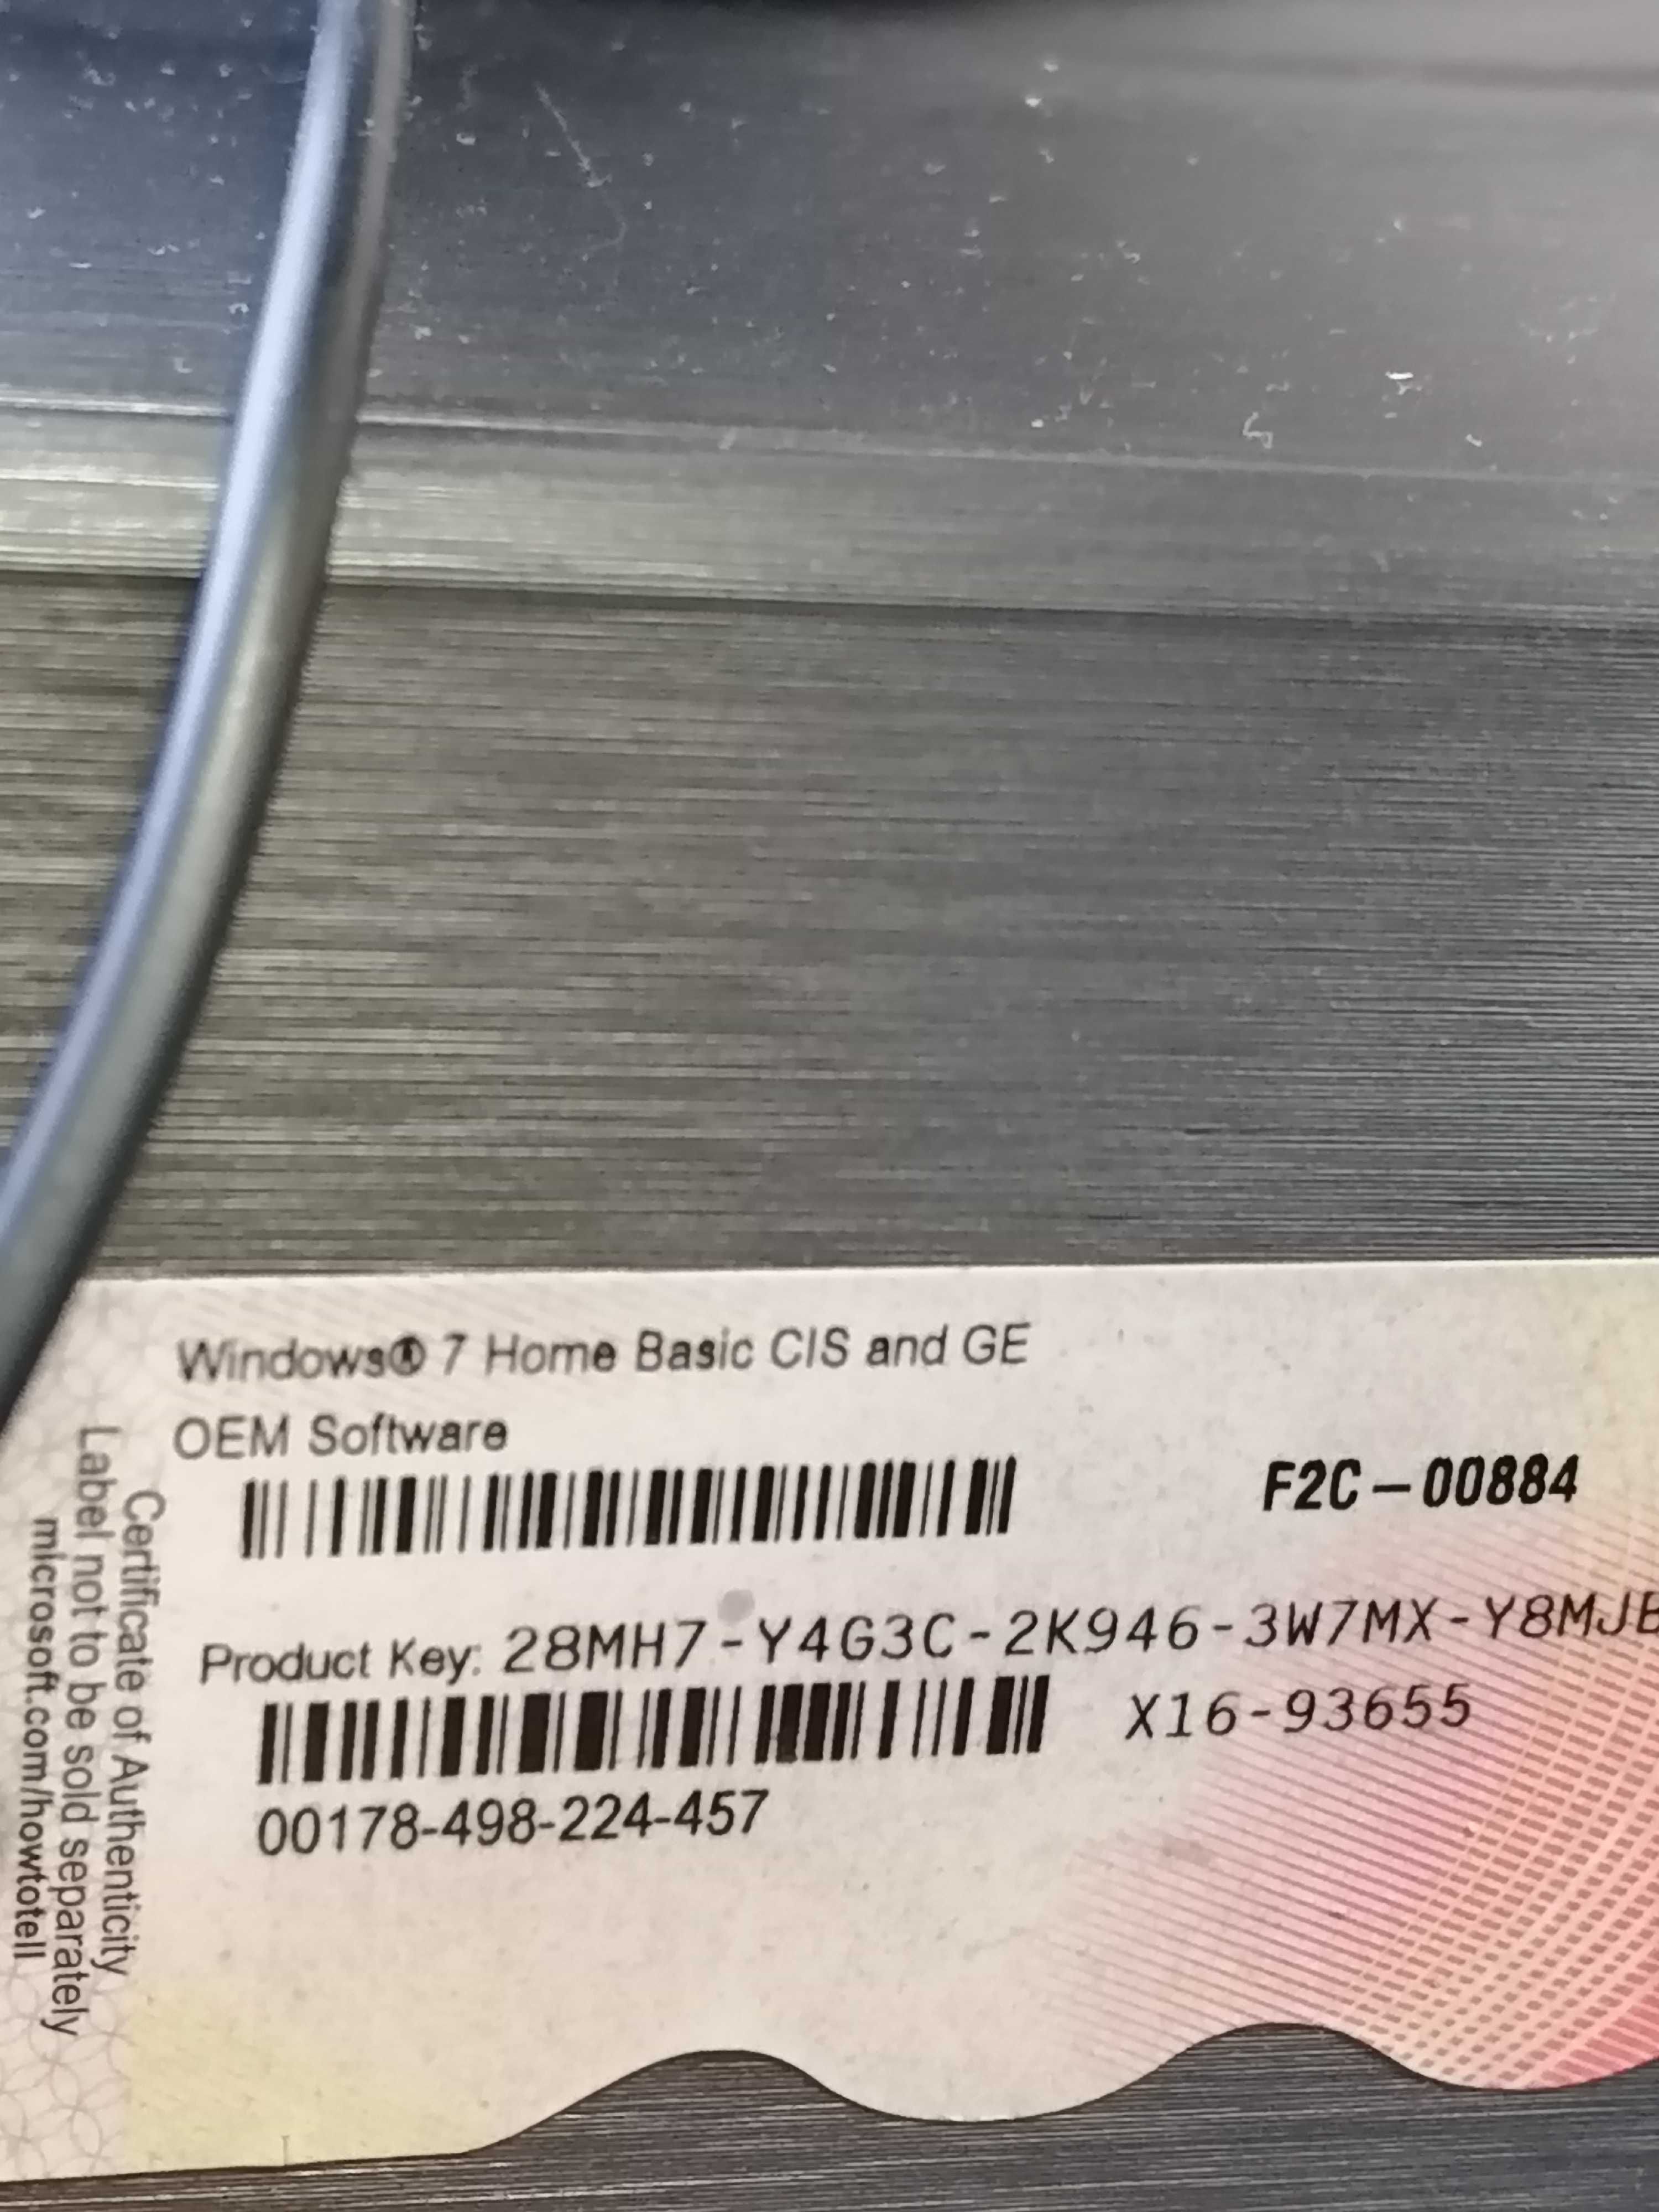 Windows® 7 Home Basic CIS and GE
OEM Software
F2C-00884
Product Key: 28MH7-Y4G3C-2K946-3W7MX-Y8MJ
X16-93655
00178-498-224-457
Certificate of Authenticity
Label not to be sold separately
microsoft.com/howtotell